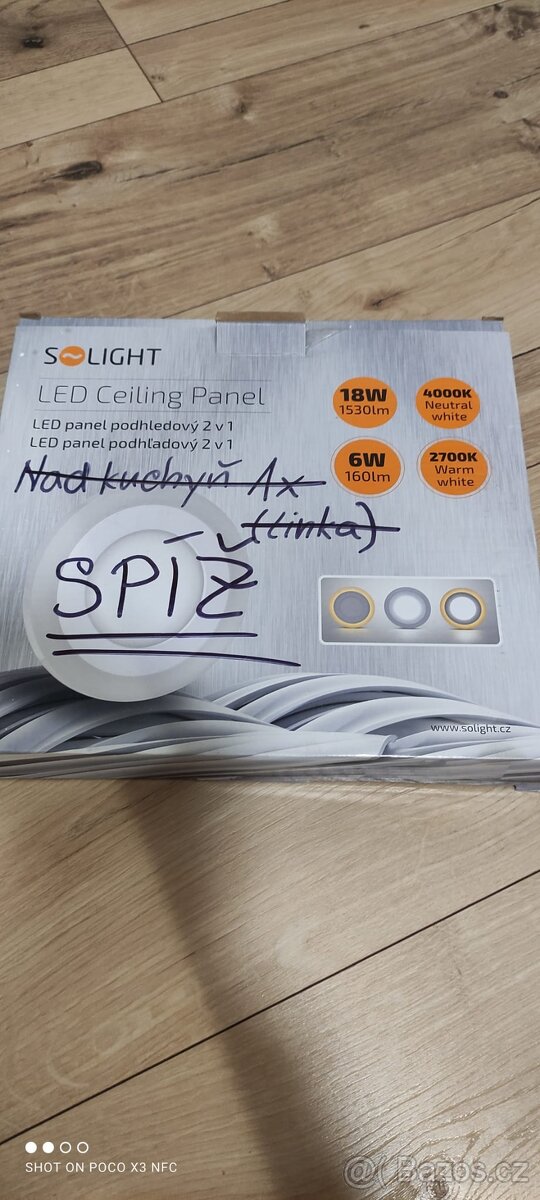 SOLIGHT
LED Ceiling Panel
LED panel podhledový 2 v 1
LED panel podhľadový 2 v 1
18W
1530lm
4000K
Neutral
white
6W
160lm
2700K
Warm
white
Nad kuchyň 1x
(linka)
SPÍŽ
www.solight.cz
SHOT ON POCO X3 NFC
Bazos.cz